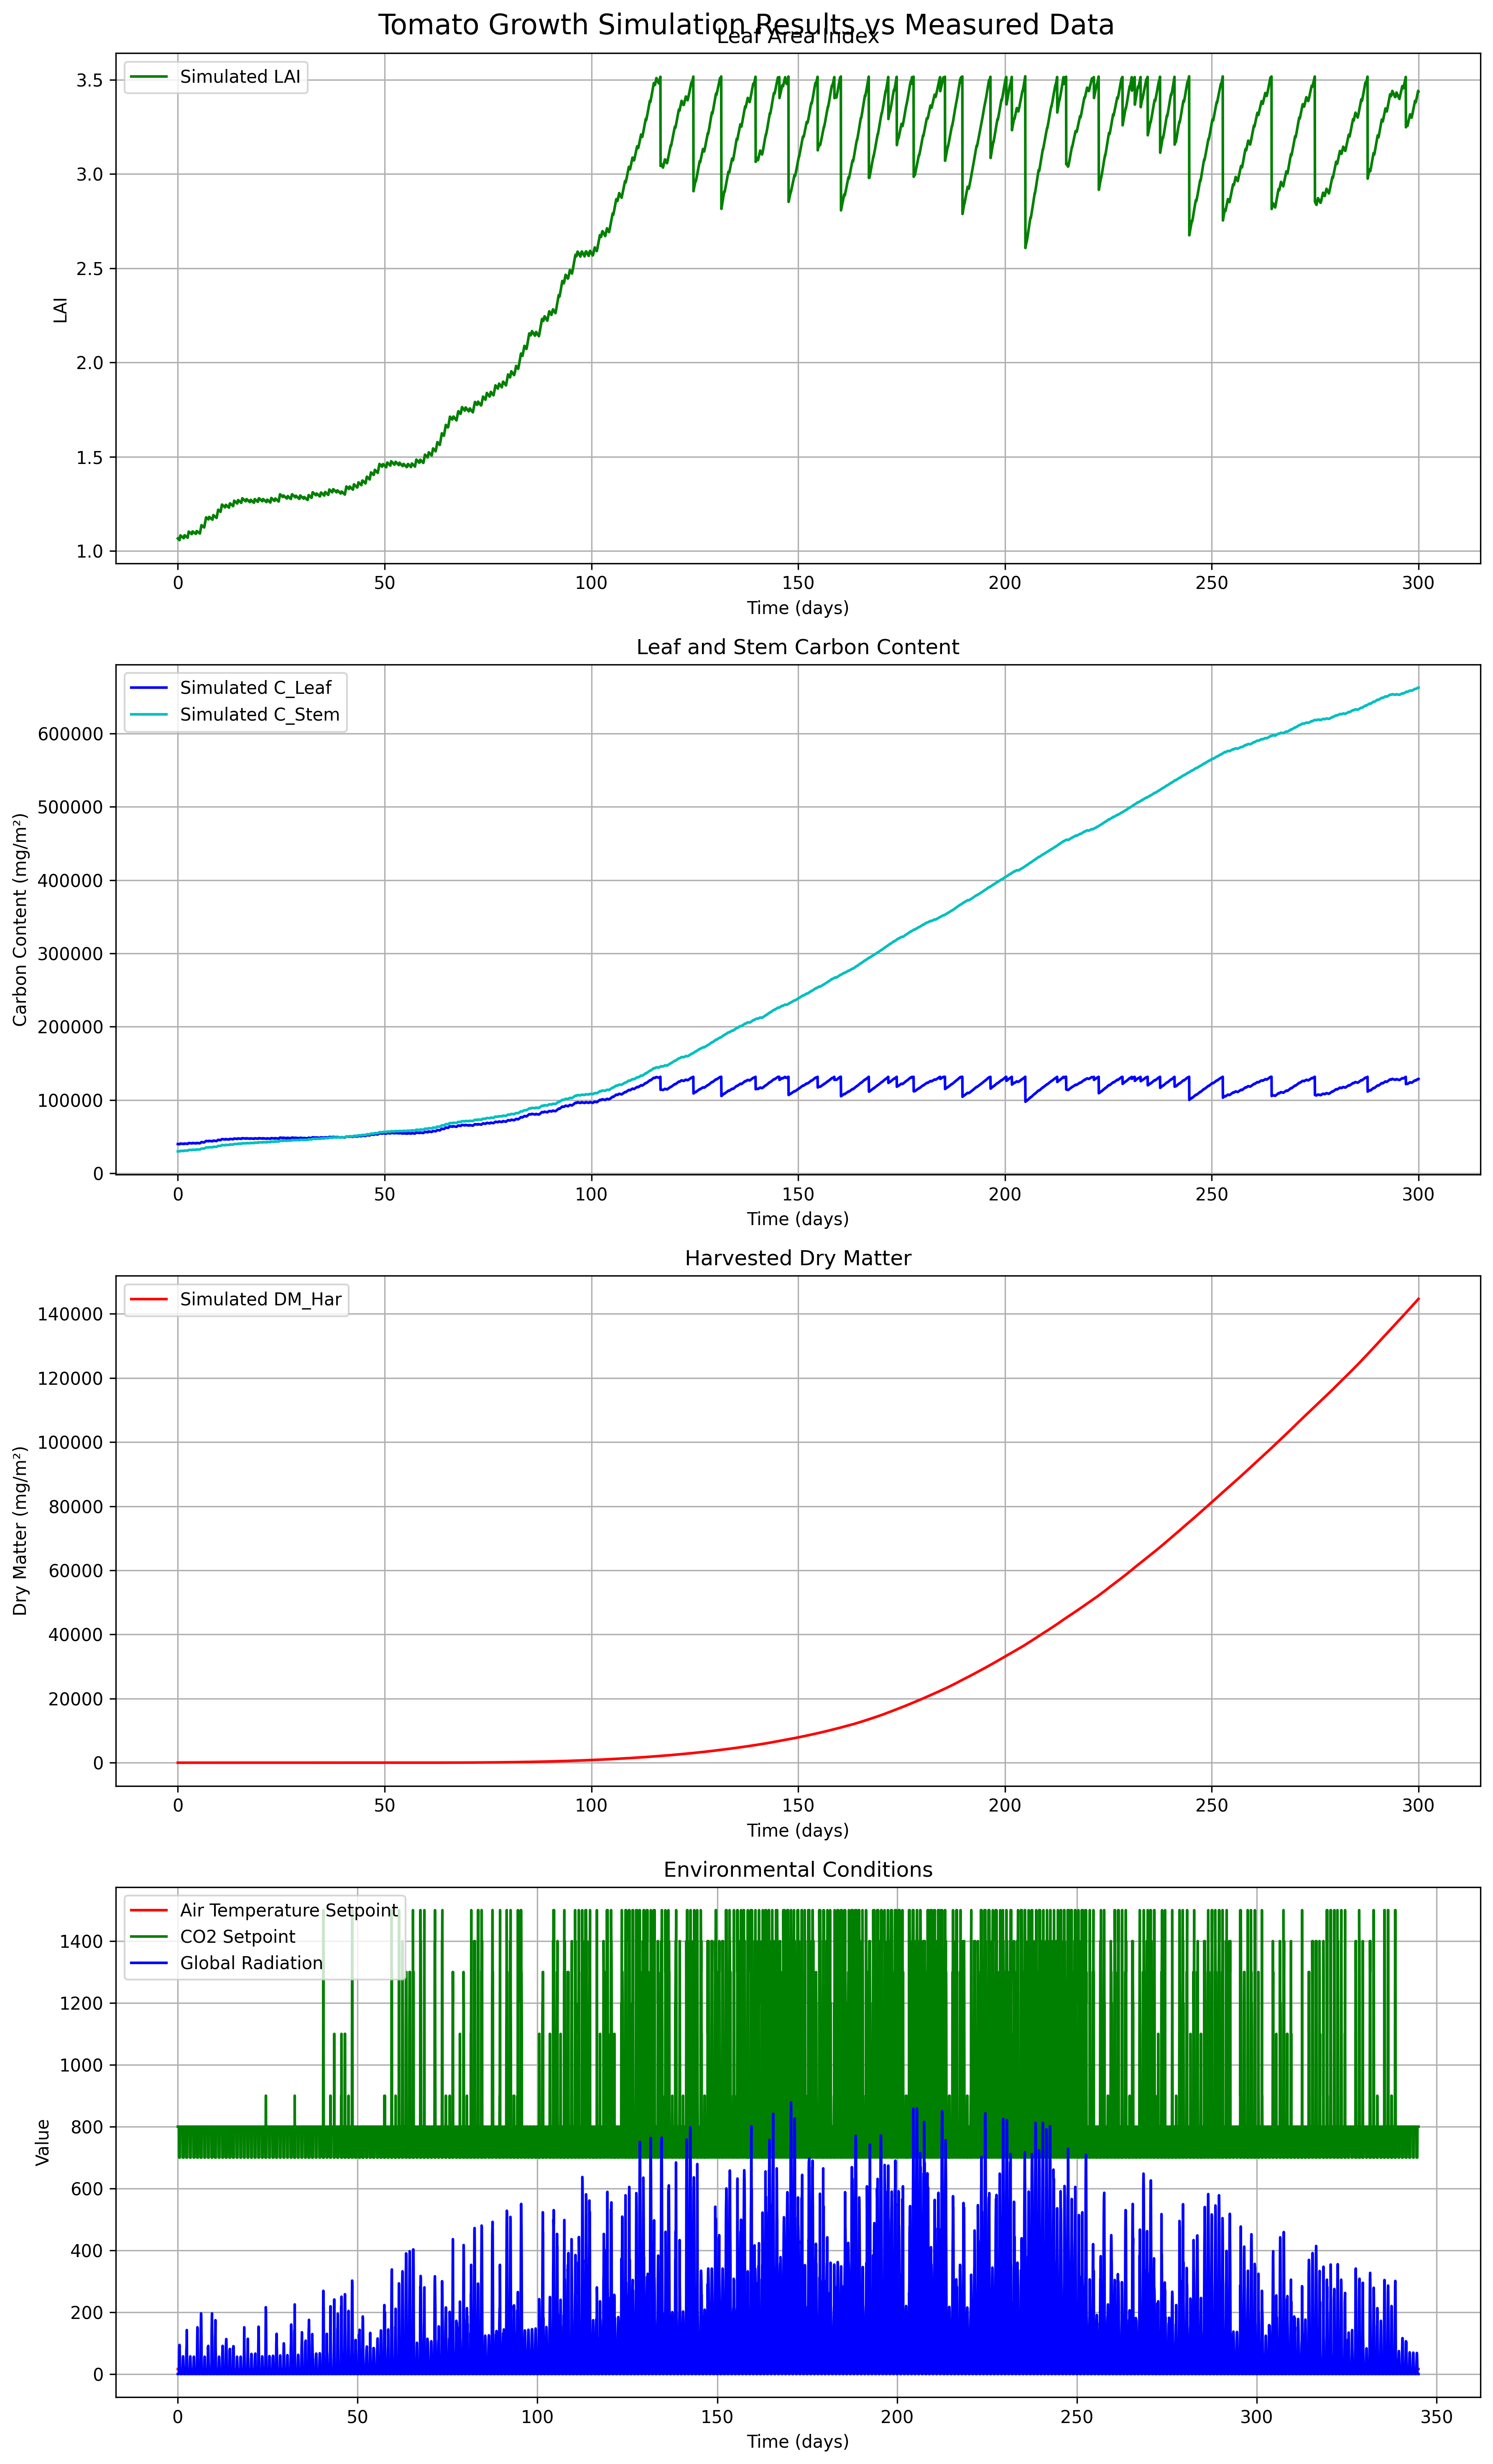 Tomato Growth Simulation Results vs Measured Data
Leaf Area Index
Simulated LAI
3.5
3.0
2.5
2.0
1.5
1.0
LAI
0 50 100 150 200 250 300
Time (days)
Leaf and Stem Carbon Content
Simulated C_Leaf
Simulated C_Stem
600000
500000
400000
300000
200000
100000
0
Carbon Content (mg/m²)
0 50 100 150 200 250 300
Time (days)
Harvested Dry Matter
Simulated DM_Har
140000
120000
100000
80000
60000
40000
20000
0
Dry Matter (mg/m²)
0 50 100 150 200 250 300
Time (days)
Environmental Conditions
Air Temperature Setpoint
CO2 Setpoint
Global Radiation
1400
1200
1000
800
600
400
200
0
Value
0 50 100 150 200 250 300 350
Time (days)